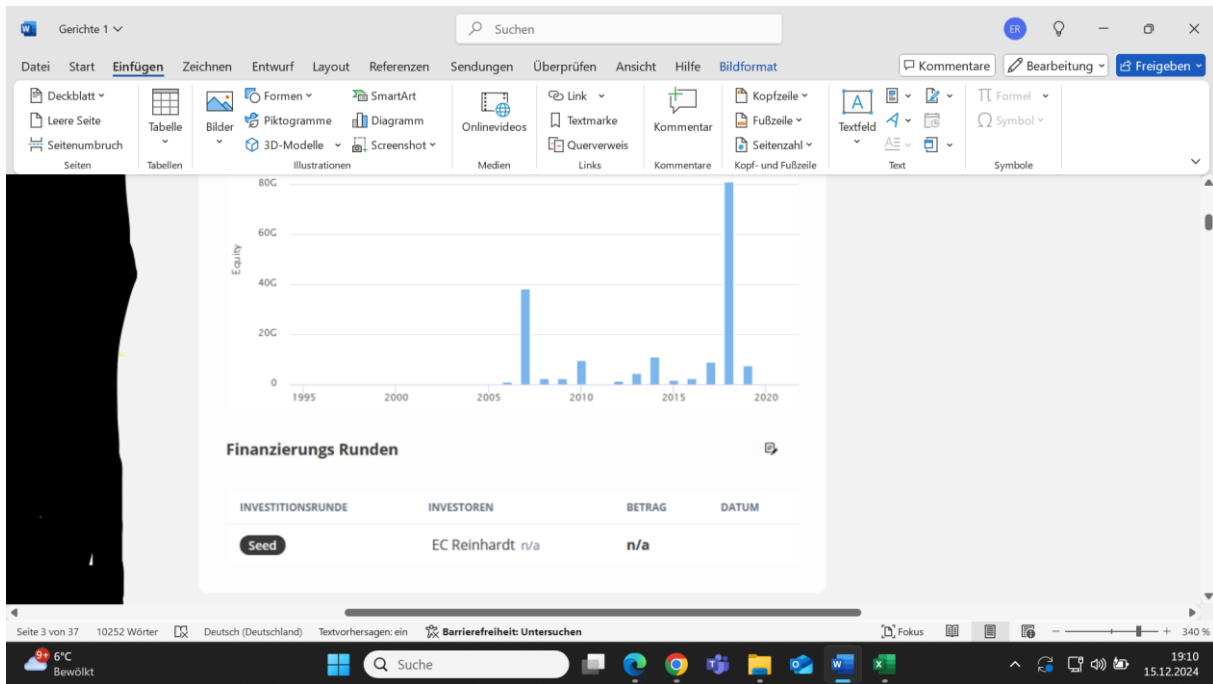 Gerichte 1
Suchen
ER
Datei Start Einfügen Zeichnen Entwurf Layout Referenzen Sendungen Überprüfen Ansicht Hilfe Bildformat
Kommentare Bearbeitung Freigeben
Deckblatt
Leere Seite
Seitenumbruch
Seiten
Tabelle
Tabellen
Bilder
Formen
Piktogramme
3D-Modelle
SmartArt
Diagramm
Screenshot
Illustrationen
Onlinevideos
Medien
Link
Textmarke
Querverweis
Links
Kommentar
Kommentare
Kopfzeile
Fußzeile
Seitenzahl
Kopf- und Fußzeile
Textfeld
Text
Formel
Symbol
Symbole
80G
60G
40G
20G
0
Equity
1995 2000 2005 2010 2015 2020
Finanzierungs Runden
INVESTITIONSRUNDE INVESTOREN BETRAG DATUM
Seed EC Reinhardt n/a n/a
Seite 3 von 37 10252 Wörter Deutsch (Deutschland) Textvorhersagen: ein Barrierefreiheit: Untersuchen Fokus 340 %
9+
6°C
Bewölkt
Suche
19:10
15.12.2024